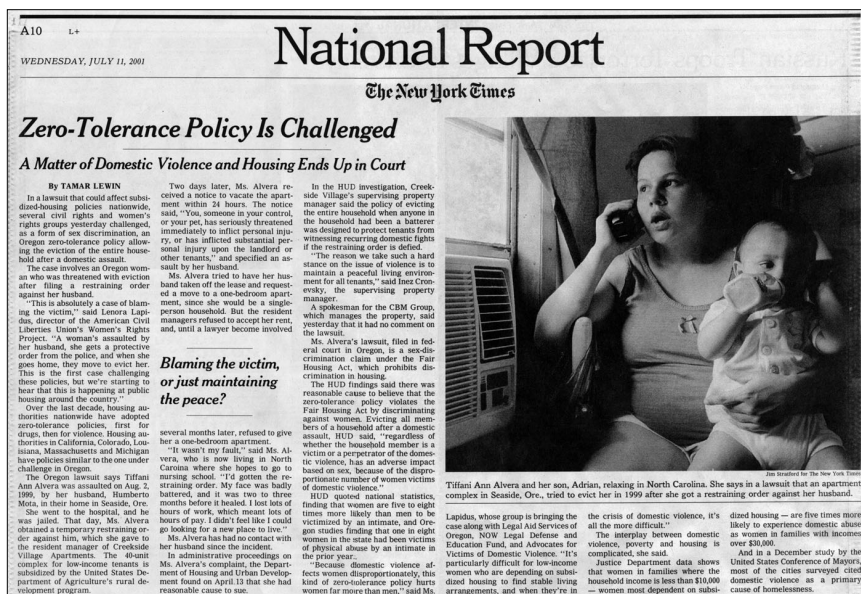 A10
L+
National Report
WEDNESDAY, JULY 11, 2001
The New York Times
Zero-Tolerance Policy Is Challenged
A Matter of Domestic Violence and Housing Ends Up in Court
By TAMAR LEWIN
In a lawsuit that could affect subsi-
dized-housing policies nationwide,
several civil rights and women's
rights groups yesterday challenged,
as a form of sex discrimination, an
Oregon zero-tolerance policy allow-
ing the eviction of the entire house-
hold after a domestic assault.
The case involves an Oregon wom-
an who was threatened with eviction
after filing a restraining order
against her husband.
"This is absolutely a case of blam-
ing the victim," said Lenora Lapi-
dus, director of the American Civil
Liberties Union's Women's Rights
Project. "A woman's assaulted by
her husband, she gets a protective
order from the police, and when she
goes home, they move to evict her.
This is the first case challenging
these policies, but we're starting to
hear that this is happening at public
housing around the country."
Over the last decade, housing au-
thorities nationwide have adopted
zero-tolerance policies, first for
drugs, then for violence. Housing au-
thorities in California, Colorado, Lou-
isiana, Massachusetts and Michigan
have policies similar to the one under
challenge in Oregon.
The Oregon lawsuit says Tiffani
Ann Alvera was assaulted on Aug. 2,
1999, by her husband, Humberto
Mota, in their home in Seaside, Ore.
She went to the hospital, and he
was jailed. That day, Ms. Alvera
obtained a temporary restraining or-
der against him, which she gave to
the resident manager of Creekside
Village Apartments. The 40-unit
complex for low-income tenants is
subsidized by the United States De-
partment of Agriculture's rural de-
velopment program.
Two days later, Ms. Alvera re-
ceived a notice to vacate the apart-
ment within 24 hours. The notice
said, "You, someone in your control,
or your pet, has seriously threatened
immediately to inflict personal inju-
ry, or has inflicted substantial per-
sonal injury upon the landlord or
other tenants," and specified an as-
sault by her husband.
Ms. Alvera tried to have her hus-
band taken off the lease and request-
ed a move to a one-bedroom apart-
ment, since she would be a single-
person household. But the resident
managers refused to accept her rent,
and, until a lawyer become involved
Blaming the victim,
or just maintaining
the peace?
several months later, refused to give
her a one-bedroom apartment.
"It wasn't my fault," said Ms. Al-
vera, who is now living in North
Caroina where she hopes to go to
nursing school. "I'd gotten the re-
straining order. My face was badly
battered, and it was two to three
months before it healed. I lost lots of
hours of work, which meant lots of
hours of pay. I didn't feel like I could
go looking for a new place to live."
Ms. Alvera has had no contact with
her husband since the incident.
In administrative proceedings on
Ms. Alvera's complaint, the Depart-
ment of Housing and Urban Develop-
ment found on April 13 that she had
reasonable cause to sue.
In the HUD investigation, Creek-
side Village's supervising property
manager said the policy of evicting
the entire household when anyone in
the household had been a batterer
was designed to protect tenants from
witnessing recurring domestic fights
if the restraining order is defied.
"The reason we take such a hard
stance on the issue of violence is to
maintain a peaceful living environ-
ment for all tenants," said Inez Cron-
evsky, the supervising property
manager.
A spokesman for the CBM Group,
which manages the property, said
yesterday that it had no comment on
the lawsuit.
Ms. Alvera's lawsuit, filed in fed-
eral court in Oregon, is a sex-dis-
crimination claim under the Fair
Housing Act, which prohibits dis-
crimination in housing.
The HUD findings said there was
reasonable cause to believe that the
zero-tolerance policy violates the
Fair Housing Act by discriminating
against women. Evicting all mem-
bers of a household after a domestic
assault, HUD said, "regardless of
whether the household member is a
victim or a perpetrator of the domes-
tic violence, has an adverse impact
based on sex, because of the dispro-
portionate number of women victims
of domestic violence."
HUD quoted national statistics,
finding that women are five to eight
times more likely than men to be
victimized by an intimate, and Ore-
gon studies finding that one in eight
women in the state had been victims
of physical abuse by an intimate in
the prior year..
"Because domestic violence af-
fects women disproportionately, this
kind of zero-tolerance policy hurts
women far more than men," said Ms.
Jim Stratford for The New York Times
Tiffani Ann Alvera and her son, Adrian, relaxing in North Carolina. She says in a lawsuit that an apartment
complex in Seaside, Ore., tried to evict her in 1999 after she got a restraining order against her husband.
Lapidus, whose group is bringing the
case along with Legal Aid Services of
Oregon, NOW Legal Defense and
Education Fund, and Advocates for
Victims of Domestic Violence. "It's
particularly difficult for low-income
women who are depending on subsi-
dized housing to find stable living
arrangements, and when they're in
the crisis of domestic violence, it's
all the more difficult."
The interplay between domestic
violence, poverty and housing is
complicated, she said.
Justice Department data shows
that women in families where the
household income is less than $10,000
— women most dependent on subsi-
dized housing — are five times more
likely to experience domestic abuse
as women in families with incomes
over $30,000.
And in a December study by the
United States Conference of Mayors,
most of the cities surveyed cited
domestic violence as a primary
cause of homelessness.